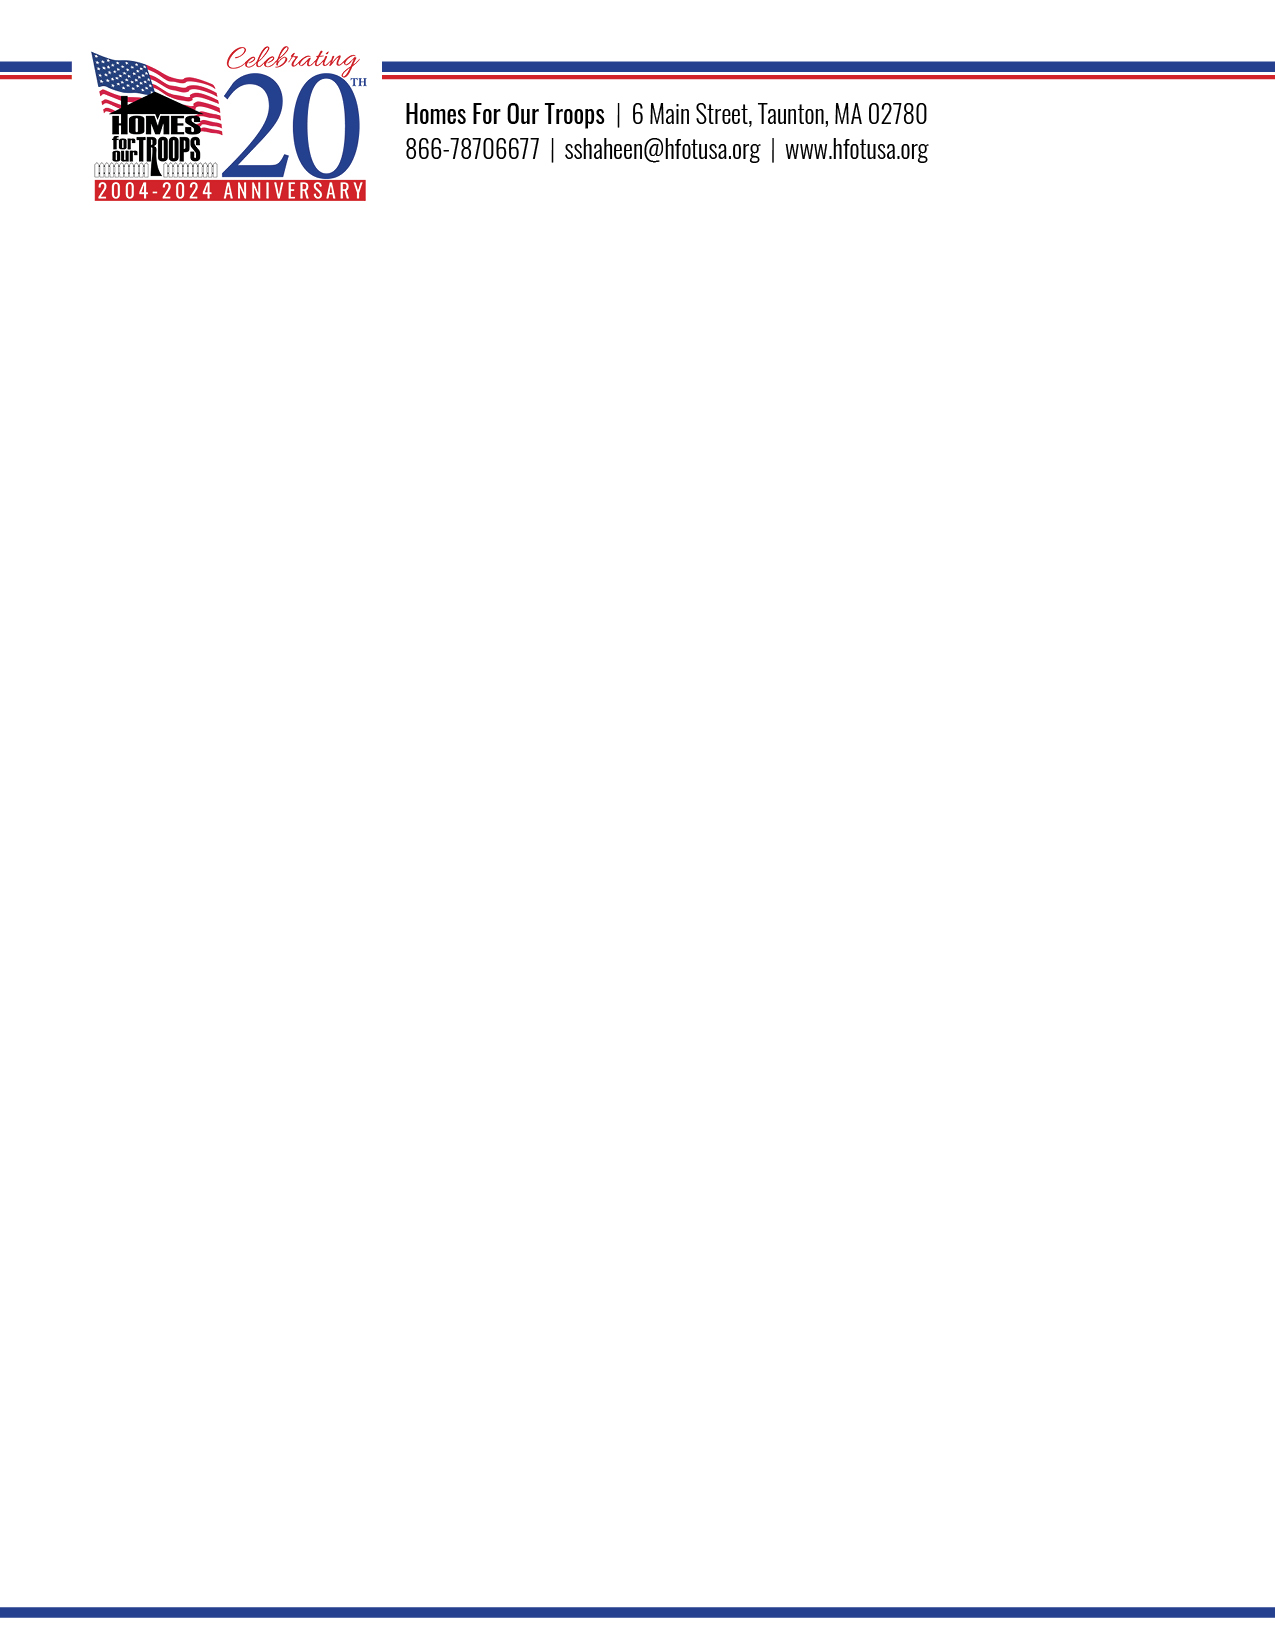 Celebrating
20TH
HOMES
for
our TROOPS
2004-2024 ANNIVERSARY
Homes For Our Troops | 6 Main Street, Taunton, MA 02780
866-78706677 | sshaheen@hfotusa.org | www.hfotusa.org